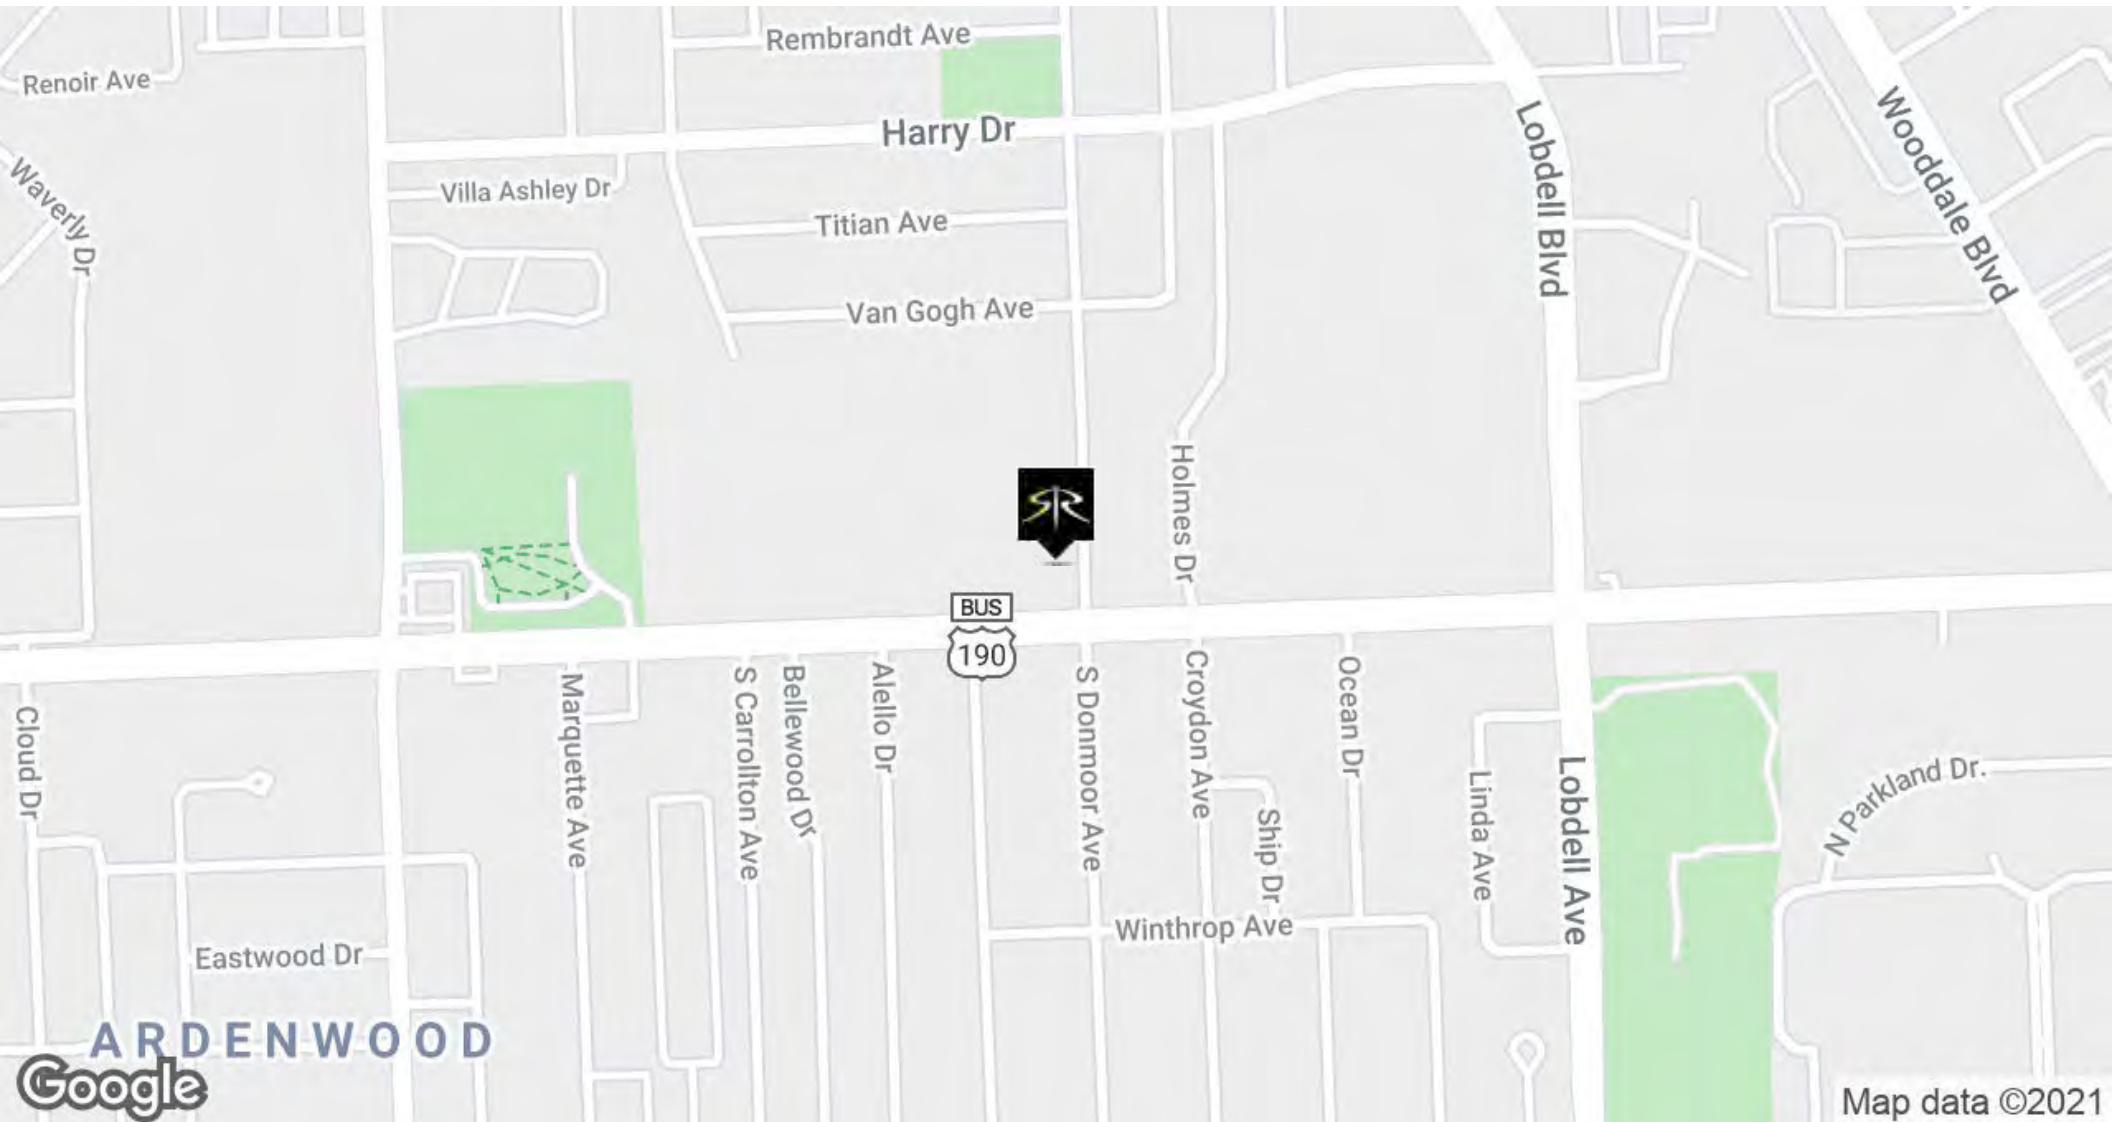 Rembrandt Ave
Renoir Ave
Harry Dr
Lobdell Blvd
Wooddale Blvd
Waverly Dr
Villa Ashley Dr
Titian Ave
Van Gogh Ave
Holmes Dr
SR
BUS
190
Cloud Dr
Marquette Ave
S Carrollton Ave
Bellewood Dr
Alello Dr
S Donmoor Ave
Croydon Ave
Ship Dr
Ocean Dr
Linda Ave
Lobdell Ave
N Parkland Dr.
Winthrop Ave
Eastwood Dr
ARDENWOOD
Google
Map data ©2021